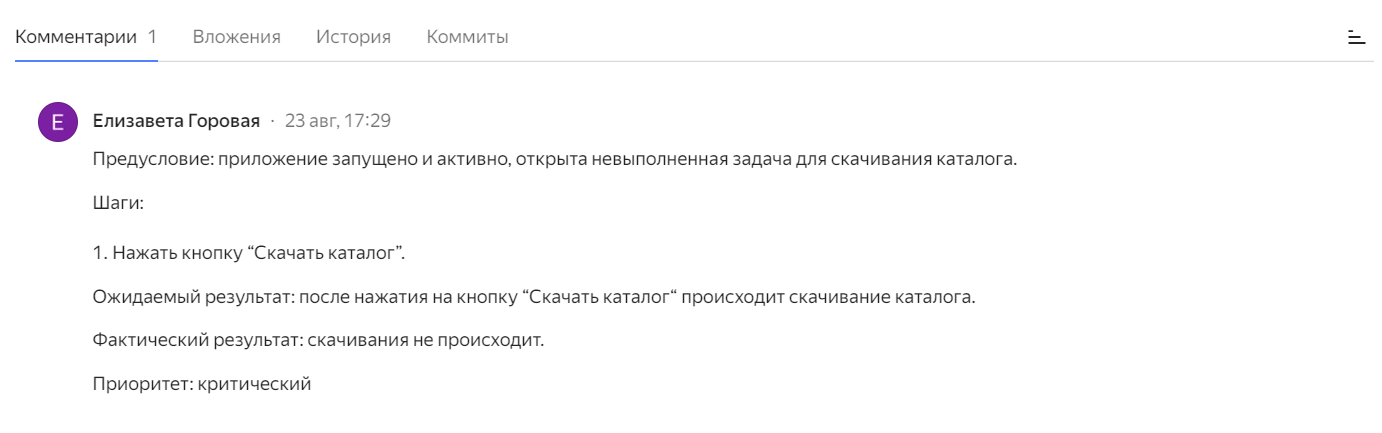 Комментарии 1 Вложения История Коммиты
Е Елизавета Горовая · 23 авг, 17:29
Предусловие: приложение запущено и активно, открыта невыполненная задача для скачивания каталога.
Шаги:
1. Нажать кнопку “Скачать каталог”.
Ожидаемый результат: после нажатия на кнопку “Скачать каталог“ происходит скачивание каталога.
Фактический результат: скачивания не происходит.
Приоритет: критический